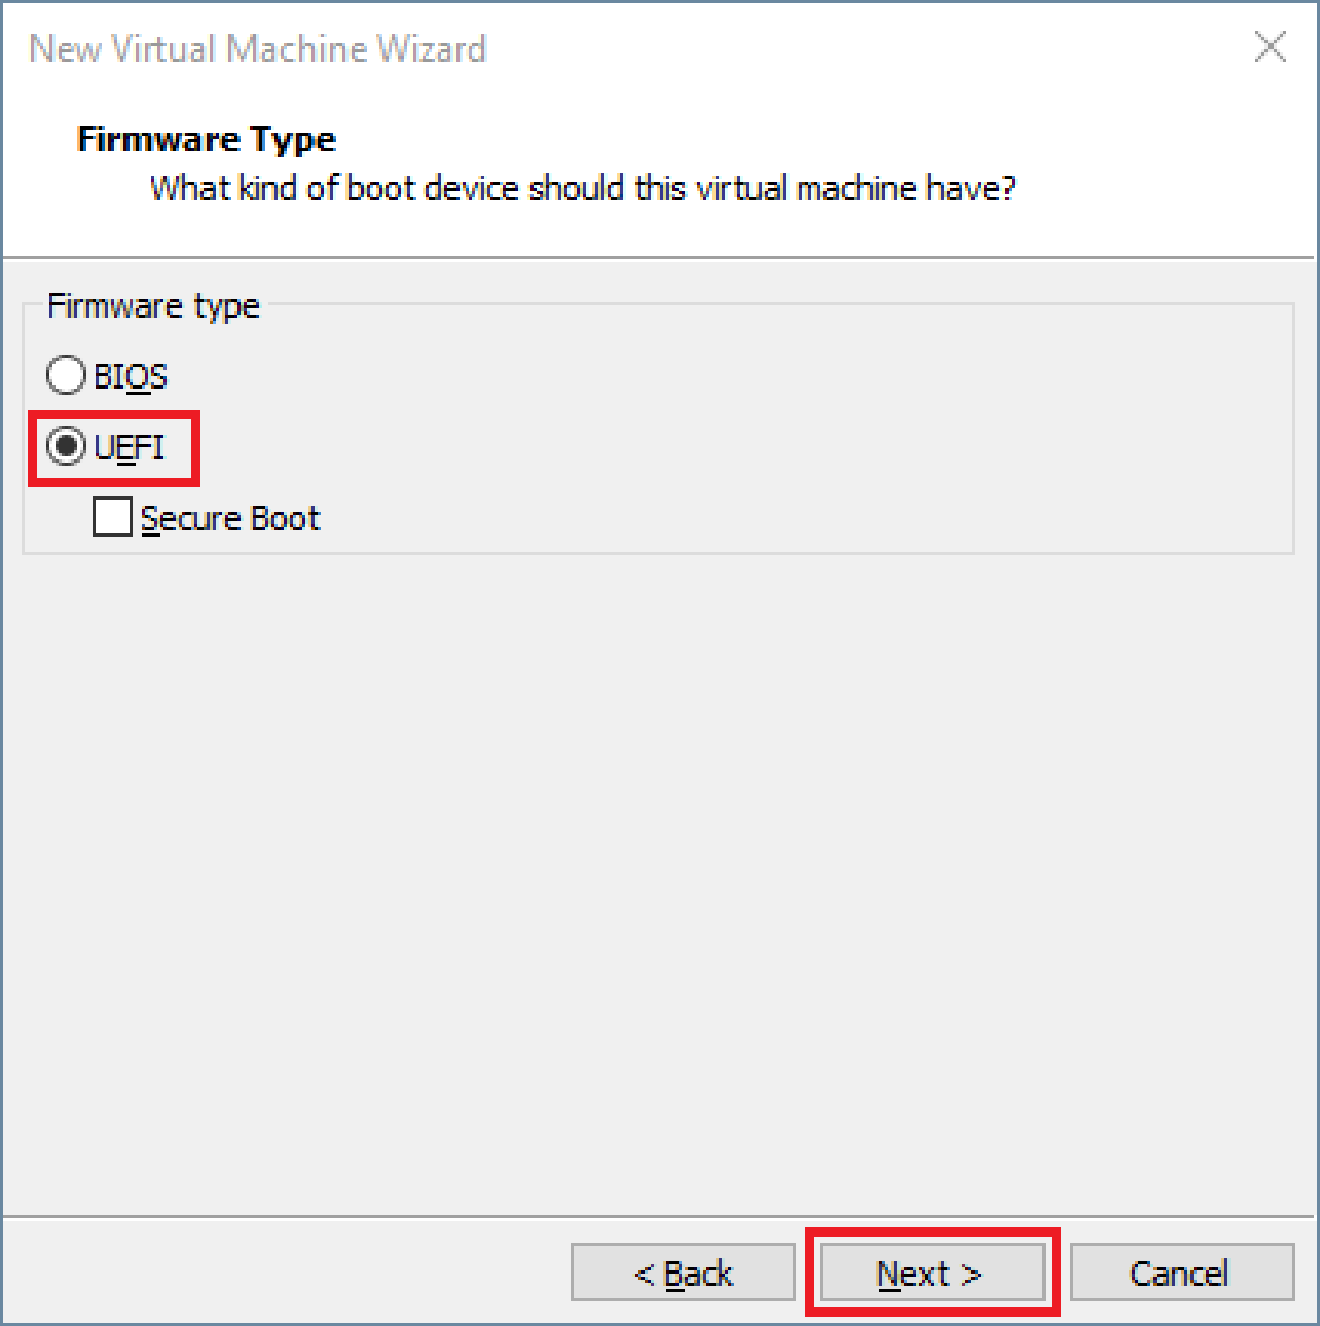 New Virtual Machine Wizard
Firmware Type
What kind of boot device should this virtual machine have?
Firmware type
BIOS
UEFI
Secure Boot
< Back
Next >
Cancel